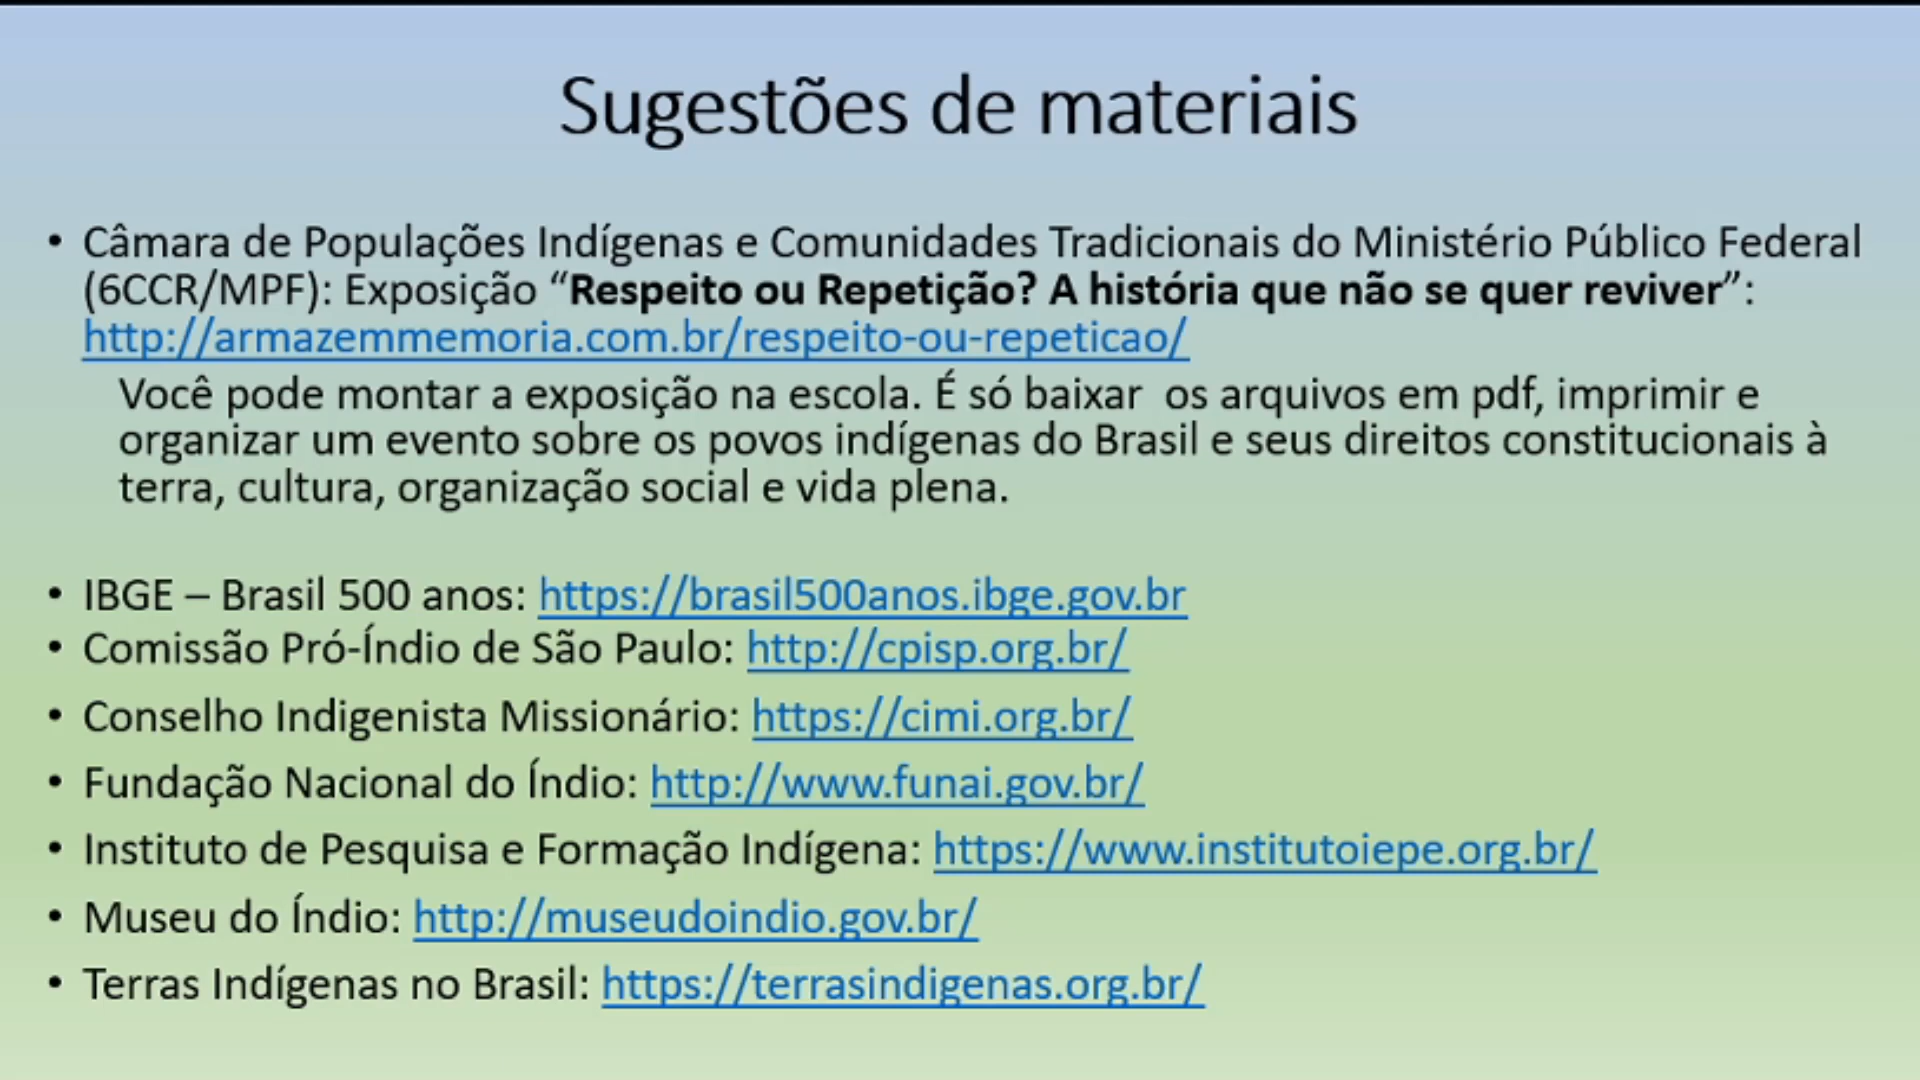 Sugestões de materiais
• Câmara de Populações Indígenas e Comunidades Tradicionais do Ministério Público Federal
(6CCR/MPF): Exposição “Respeito ou Repetição? A história que não se quer reviver”:
http://armazemmemoria.com.br/respeito-ou-repeticao/
Você pode montar a exposição na escola. É só baixar  os arquivos em pdf, imprimir e
organizar um evento sobre os povos indígenas do Brasil e seus direitos constitucionais à
terra, cultura, organização social e vida plena.
• IBGE – Brasil 500 anos: https://brasil500anos.ibge.gov.br
• Comissão Pró-Índio de São Paulo: http://cpisp.org.br/
• Conselho Indigenista Missionário: https://cimi.org.br/
• Fundação Nacional do Índio: http://www.funai.gov.br/
• Instituto de Pesquisa e Formação Indígena: https://www.institutoiepe.org.br/
• Museu do Índio: http://museudoindio.gov.br/
• Terras Indígenas no Brasil: https://terrasindigenas.org.br/